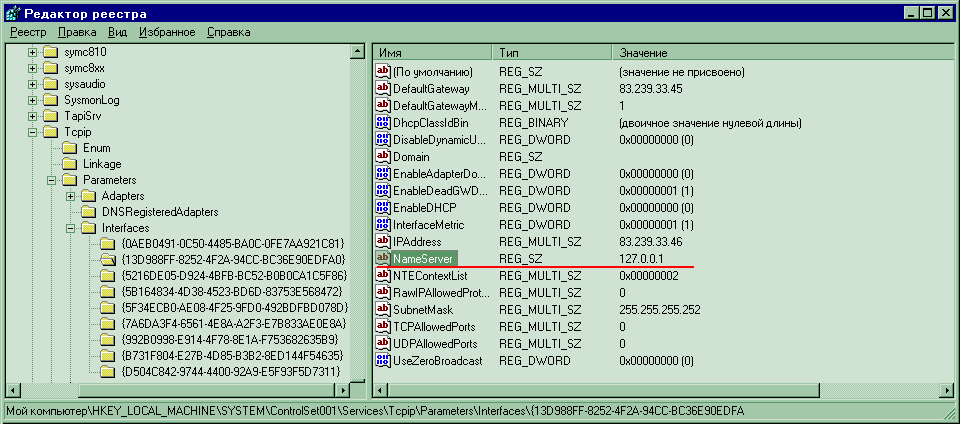 Редактор реестра
Реестр Правка Вид Избранное Справка
symc810
symc8xx
sysaudio
SysmonLog
TapiSrv
Tcpip
Enum
Linkage
Parameters
Adapters
DNSRegisteredAdapters
Interfaces
{0AEB0491-0C50-4485-BA0C-0FE7AA921C81}
{13D988FF-8252-4F2A-94CC-BC36E90EDFA0}
{5216DE05-D924-4BFB-BC52-B0B0CA1C5F86}
{5B164834-4D38-4523-BD6D-83753E568472}
{5F34ECB0-AE08-4F25-9FD0-492BDFBD078D}
{7A6DA3F4-6561-4E8A-A2F3-E7B833AE0E8A}
{992B0998-E914-4F78-8E1A-F753682635B9}
{B731F804-E27B-4D85-B3B2-8ED144F54635}
{D504C842-9744-4400-92A9-E5F93F5D7311}
Имя Тип Значение
(По умолчанию) REG_SZ (значение не присвоено)
DefaultGateway REG_MULTI_SZ 83.239.33.45
DefaultGatewayM... REG_MULTI_SZ 1
DhcpClassIdBin REG_BINARY (двоичное значение нулевой длины)
DisableDynamicU... REG_DWORD 0x00000000 (0)
Domain REG_SZ
EnableAdapterDo... REG_DWORD 0x00000000 (0)
EnableDeadGWD... REG_DWORD 0x00000001 (1)
EnableDHCP REG_DWORD 0x00000000 (0)
InterfaceMetric REG_DWORD 0x00000001 (1)
IPAddress REG_MULTI_SZ 83.239.33.46
NameServer REG_SZ 127.0.0.1
NTEContextList REG_MULTI_SZ 0x00000002
RawIPAllowedProt... REG_MULTI_SZ 0
SubnetMask REG_MULTI_SZ 255.255.255.252
TCPAllowedPorts REG_MULTI_SZ 0
UDPAllowedPorts REG_MULTI_SZ 0
UseZeroBroadcast REG_DWORD 0x00000000 (0)
Мой компьютер\HKEY_LOCAL_MACHINE\SYSTEM\ControlSet001\Services\Tcpip\Parameters\Interfaces\{13D988FF-8252-4F2A-94CC-BC36E90EDFA